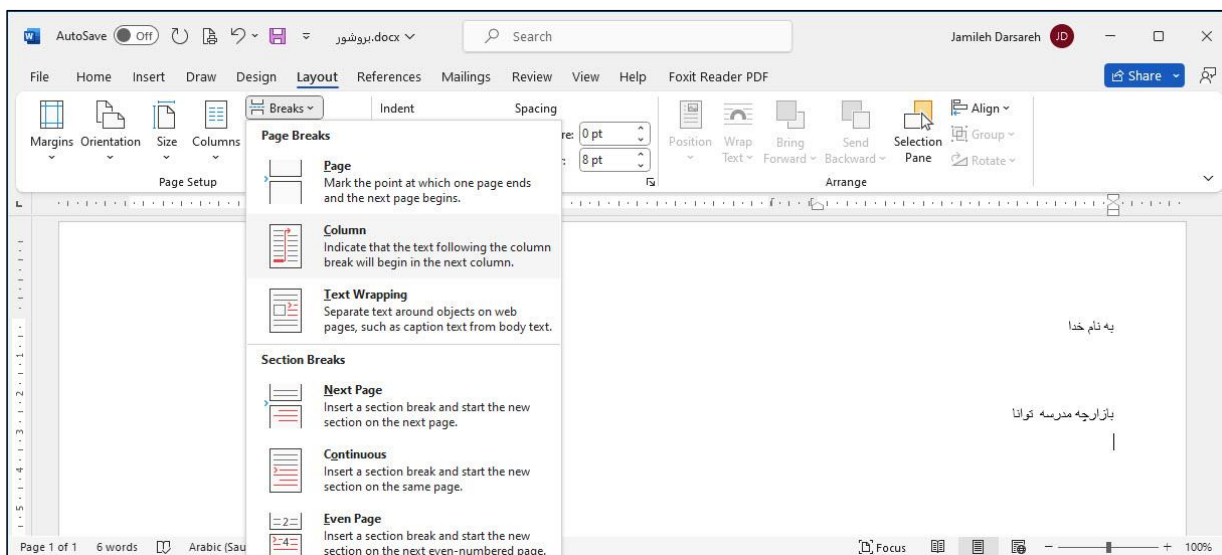 AutoSave Off بروشور.docx Search Jamileh Darsareh JD
File Home Insert Draw Design Layout References Mailings Review View Help Foxit Reader PDF Share
Breaks Indent Spacing Align
Margins Orientation Size Columns re: 0 pt Position Wrap Text Bring Forward Send Backward Selection Pane Group
8 pt Rotate
Page Setup Arrange
Page Breaks
Page
Mark the point at which one page ends
and the next page begins.
Column
Indicate that the text following the column
break will begin in the next column.
Text Wrapping
Separate text around objects on web
pages, such as caption text from body text.
Section Breaks
Next Page
Insert a section break and start the new
section on the next page.
Continuous
Insert a section break and start the new
section on the same page.
Even Page
Insert a section break and start the new
section on the next even-numbered page.
به نام خدا
بازارچه مدرسه توانا
Page 1 of 1 6 words Arabic (Sau Focus 100%